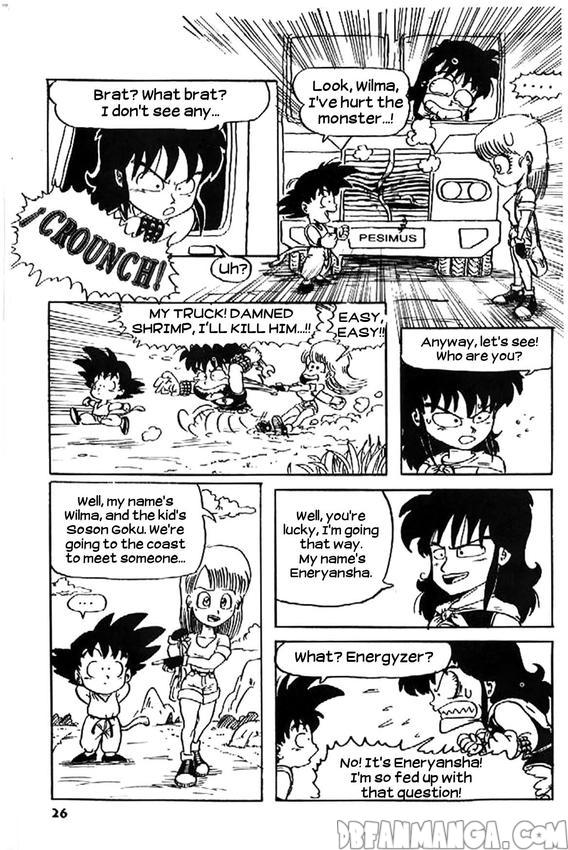 Brat? What brat?
I don't see any...
¡CROUNCH!
Uh?
Look, Wilma,
I've hurt the
monster...!
...
PESIMUS
MY TRUCK! DAMNED
SHRIMP, I'LL KILL HIM...!!
EASY,
EASY!!
Anyway, let's see!
Who are you?
Well, my name's
Wilma, and the kid's
Soson Goku. We're
going to the coast
to meet someone...
...
Well, you're
lucky, I'm going
that way.
My name's
Eneryansha.
What? Energyzer?
No! It's Eneryansha!
I'm so fed up with
that question!
26
DBFANMANGA.COM